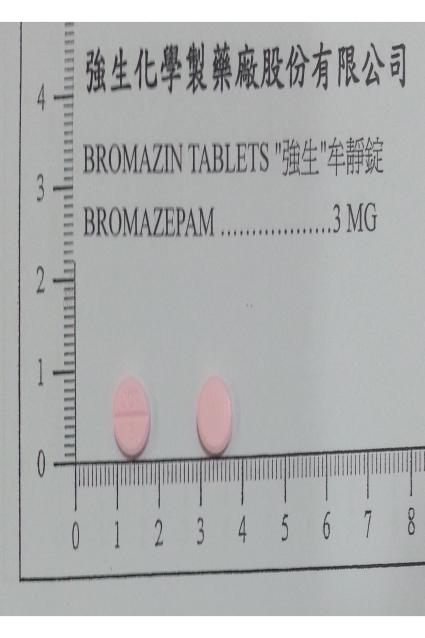 強生化學製藥廠股份有限公司
BROMAZIN TABLETS "強生"牟靜錠
BROMAZEPAM ..................3 MG
4
3
2
1
0
0 1 2 3 4 5 6 7 8